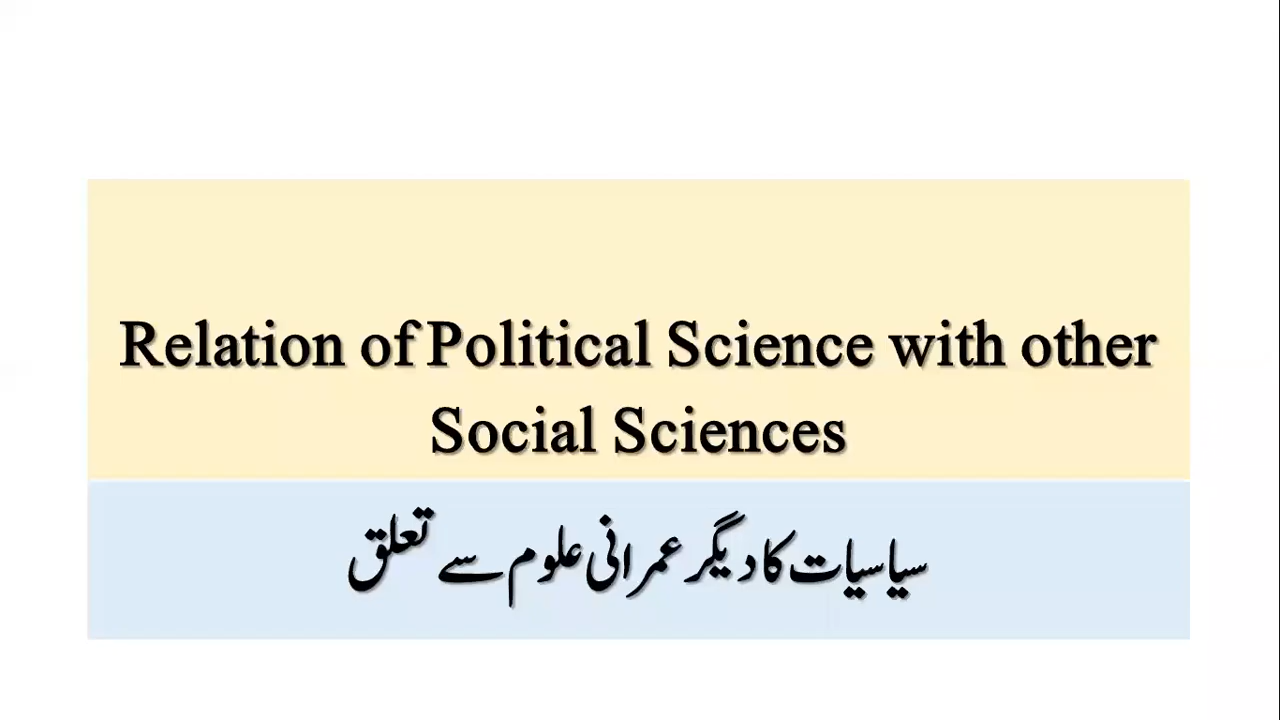 Relation of Political Science with other
Social Sciences
سیاسیات کا دیگر عمرانی علوم سے تعلق